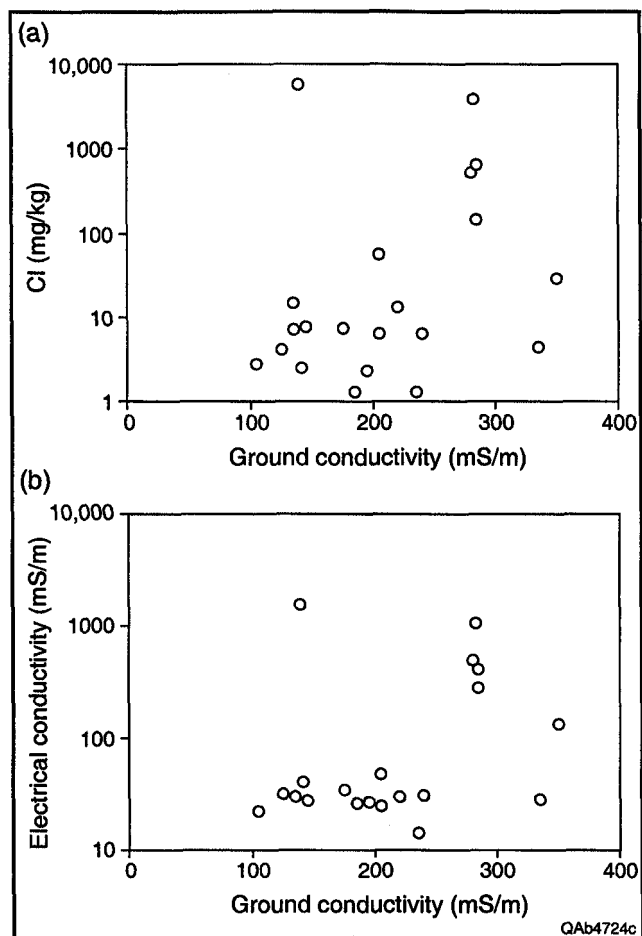 (a)
10,000
1000
100
10
1
Cl (mg/kg)
0 100 200 300 400
Ground conductivity (mS/m)
(b)
10,000
1000
100
10
Electrical conductivity (mS/m)
0 100 200 300 400
Ground conductivity (mS/m)
QAb4724c